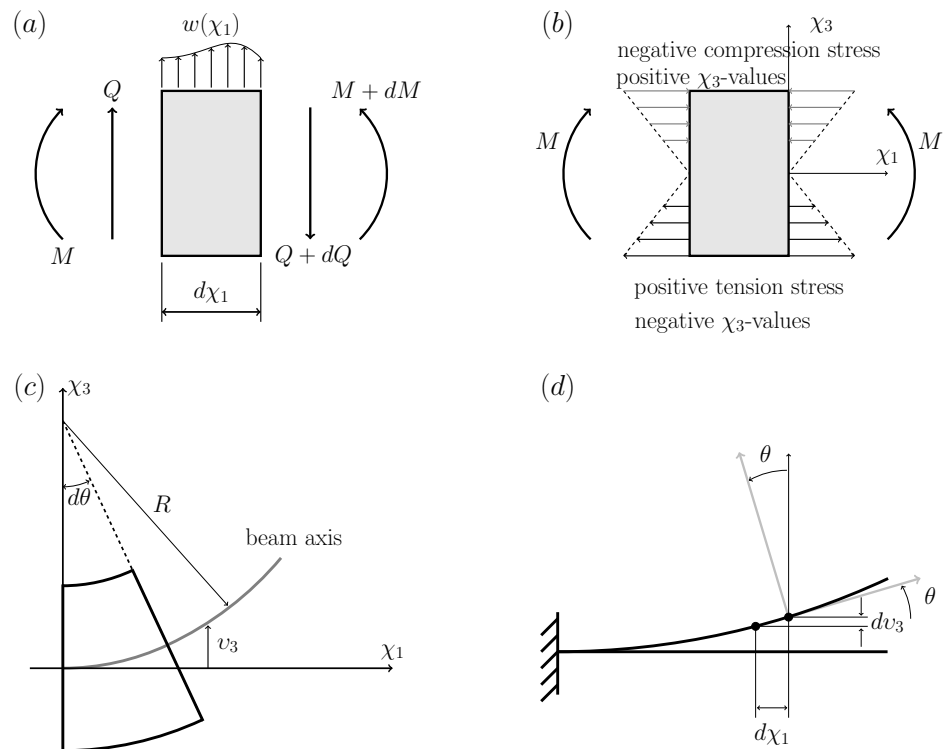 (a)
w(χ₁)
Q
M + dM
M
Q + dQ
dχ₁
(b)
χ₃
negative compression stress
positive χ₃-values
M
M
χ₁
positive tension stress
negative χ₃-values
(c)
χ₃
dθ
R
beam axis
υ₃
χ₁
(d)
θ
θ
dυ₃
dχ₁